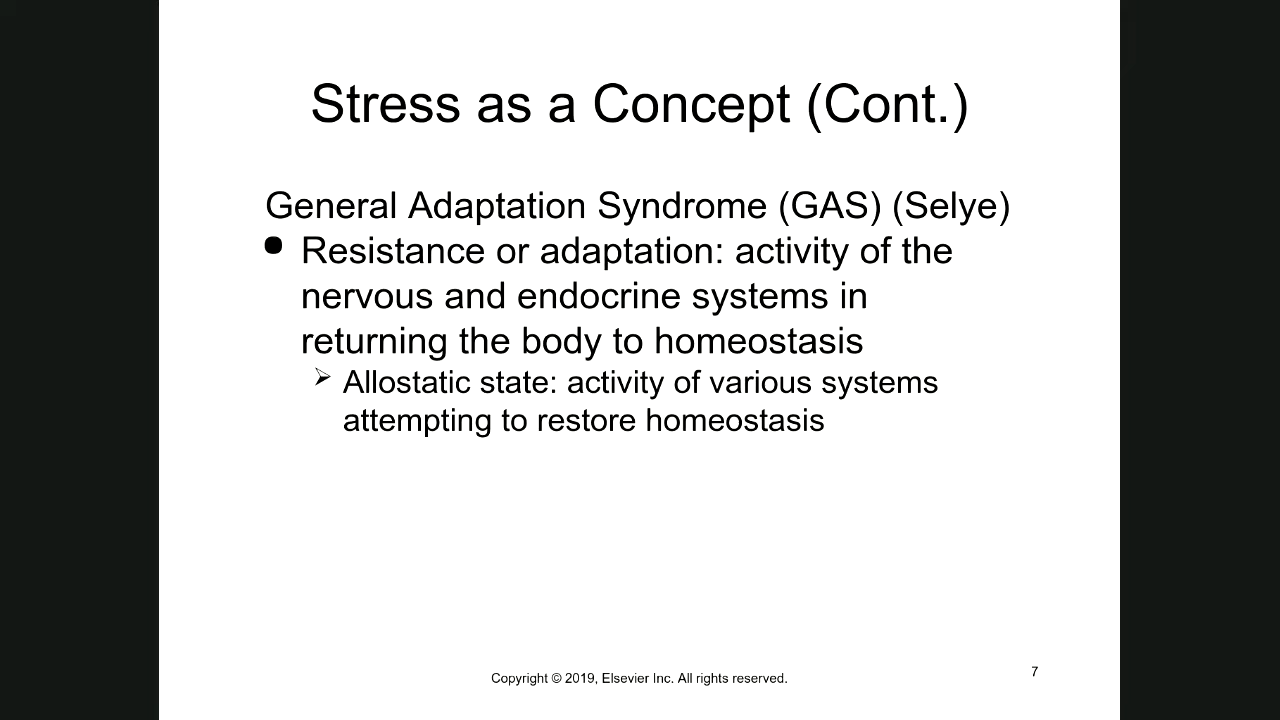 Stress as a Concept (Cont.)
General Adaptation Syndrome (GAS) (Selye)
● Resistance or adaptation: activity of the
nervous and endocrine systems in
returning the body to homeostasis
➢ Allostatic state: activity of various systems
attempting to restore homeostasis
Copyright © 2019, Elsevier Inc. All rights reserved.
7